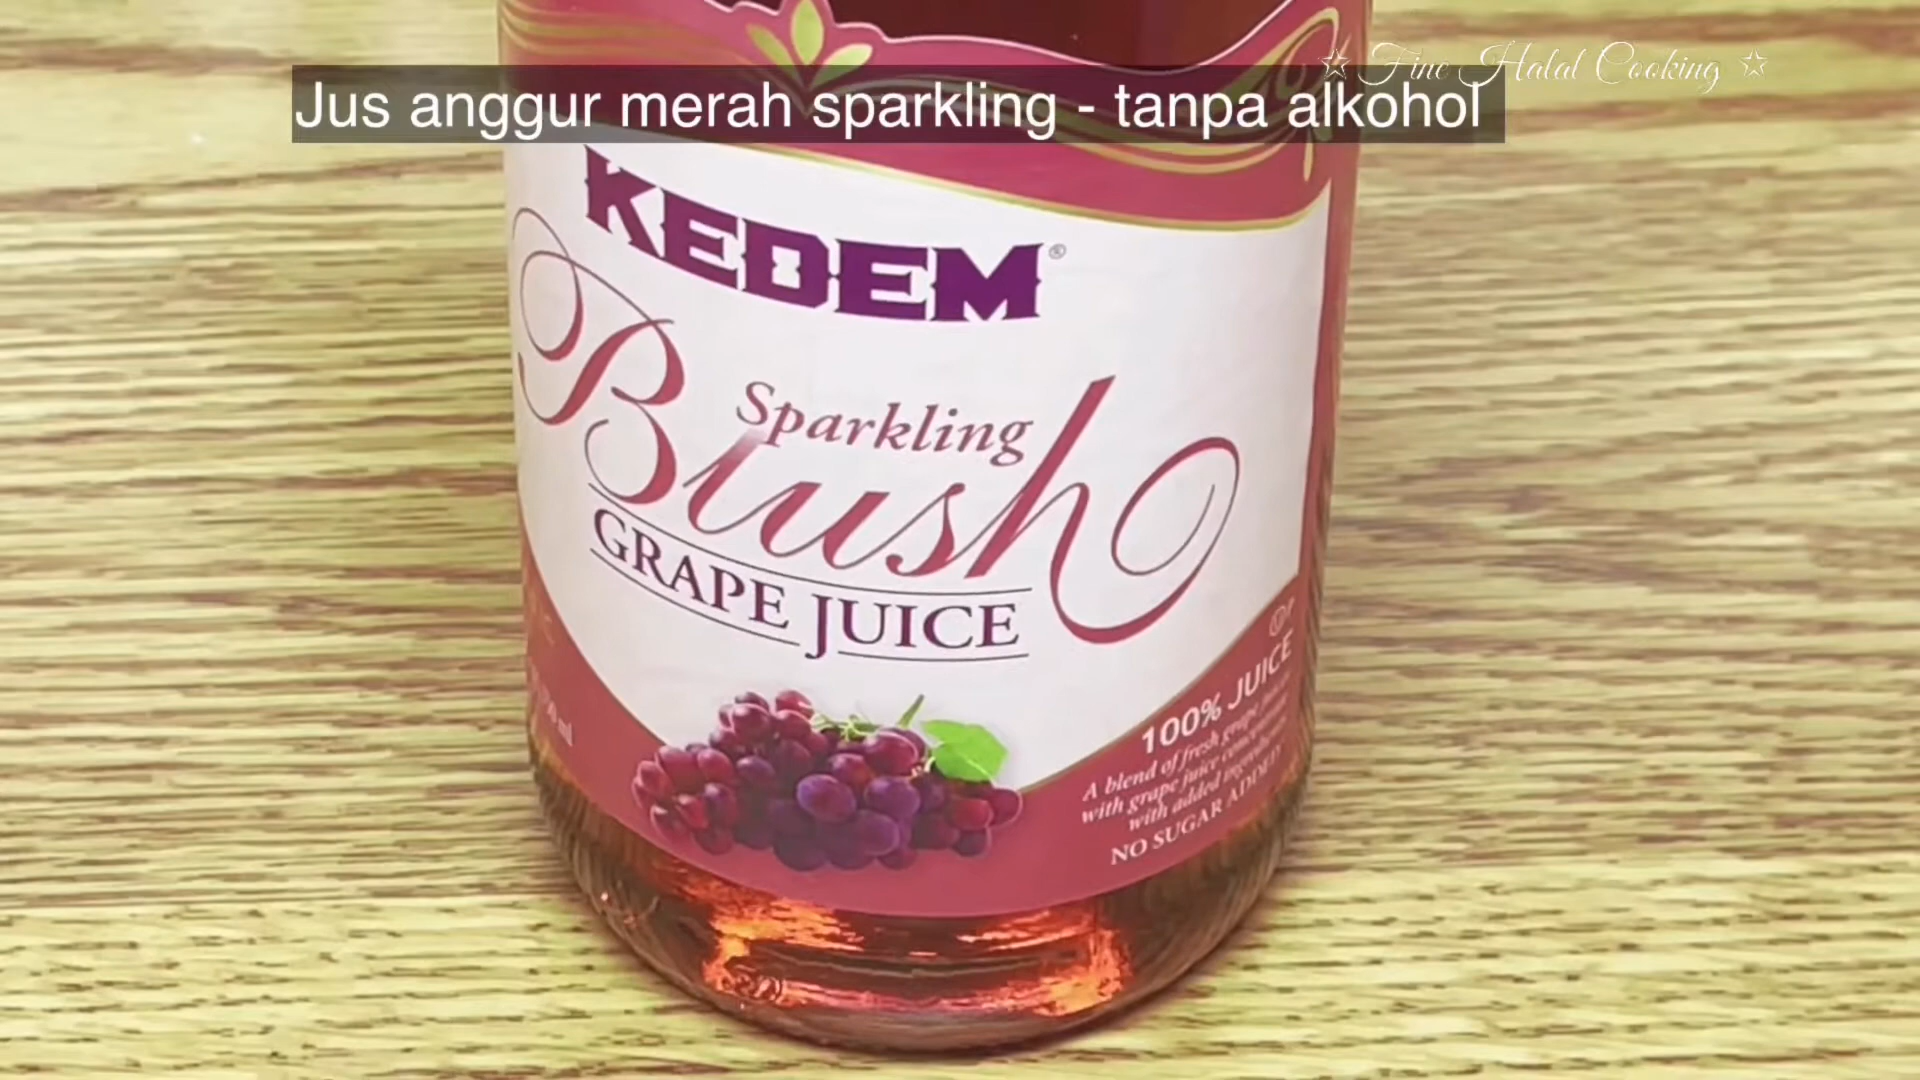 ☆ Fine Halal Cooking ☆
Jus anggur merah sparkling - tanpa alkohol
KEDEM®
Sparkling
Blush
GRAPE JUICE
100% JUICE
A blend of fresh grape juice
with grape juice concentrate
with added ingredients
NO SUGAR ADDED
ml